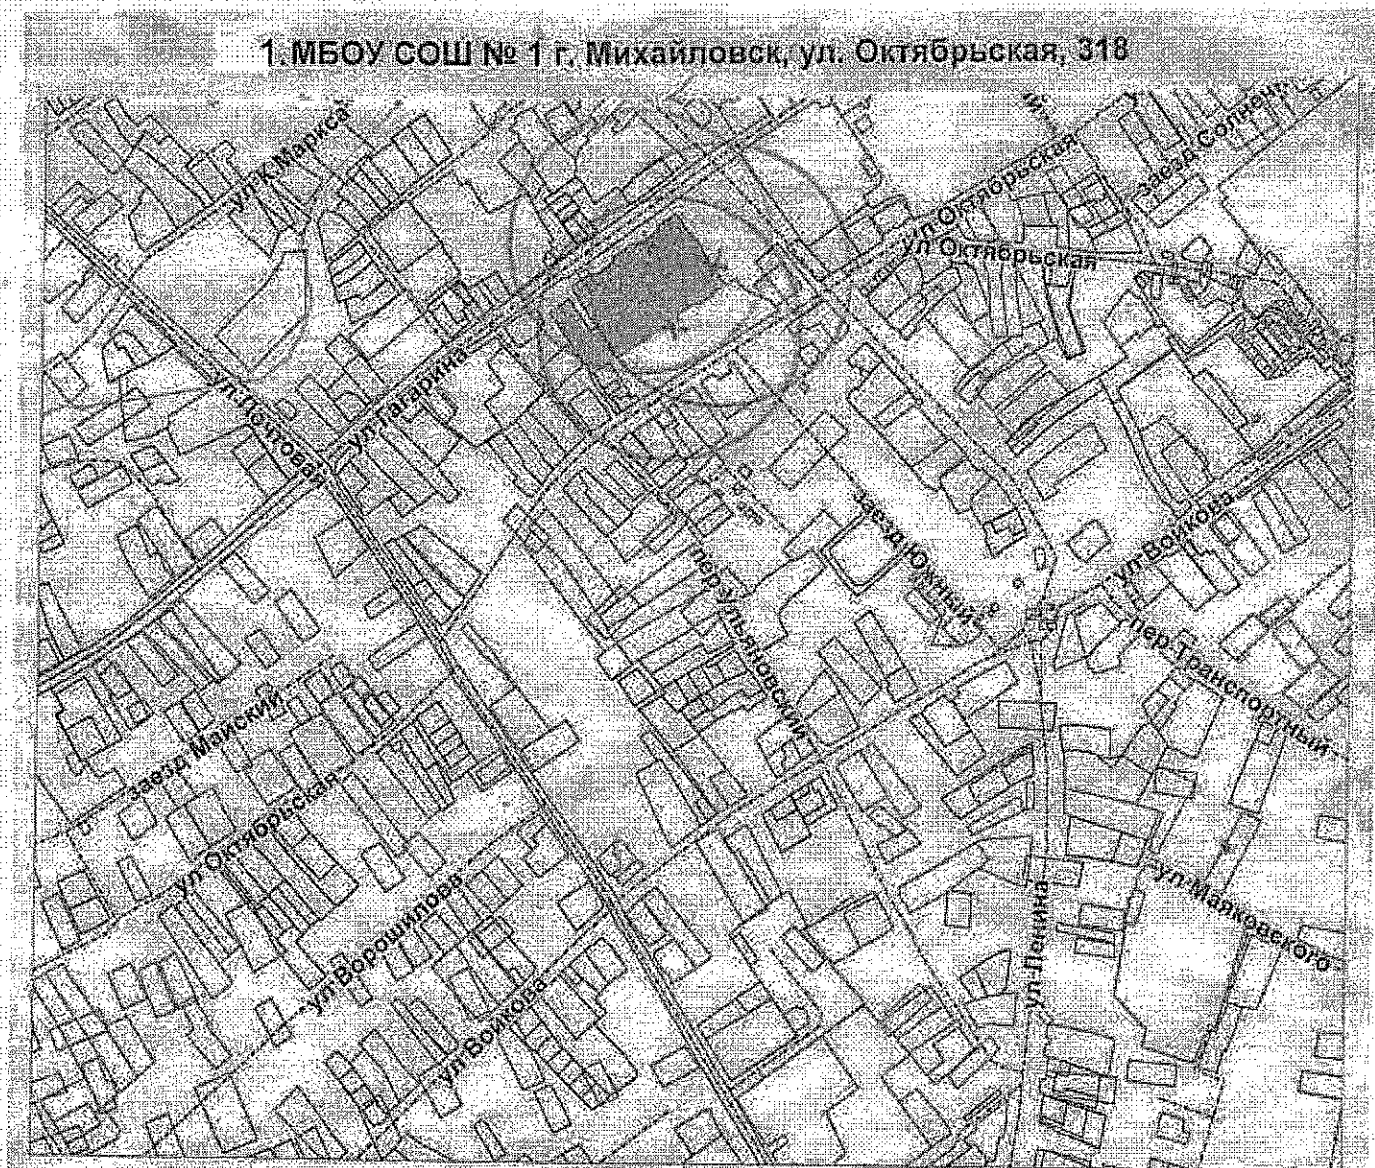 1. МБОУ СОШ № 1 г. Михайловск, ул. Октябрьская, 318
ул К.Маркса
ул Октябрьская
заезд Солнечн
ул Октябрьская
ул Почтовая
ул Гагарина
заезд Южный
ул Войкова
пер Ульяновский
пер Транспортный
заезд Майский
ул Октябрьская
ул Ворошилова
ул Войкова
ул Ленина
ул Маяковского